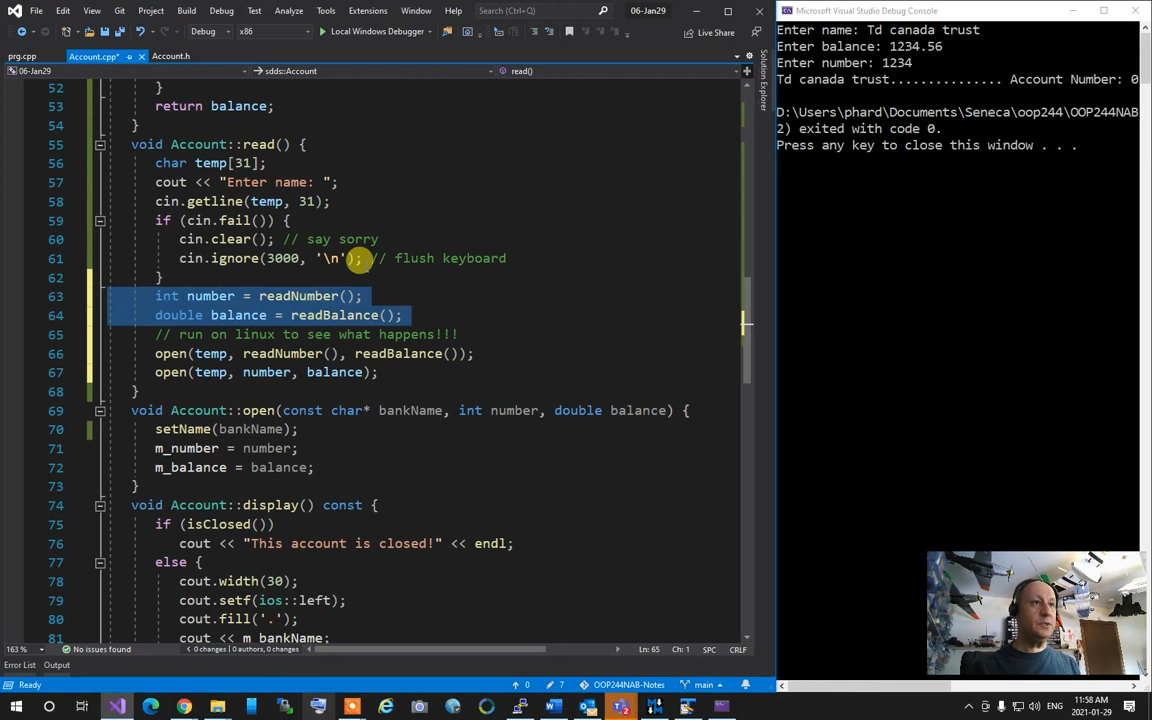 File Edit View Git Project Build Debug Test Analyze Tools Extensions Window Help Search (Ctrl+Q) 06-Jan29
Debug x86 Local Windows Debugger Live Share
prg.cpp Account.cpp* Account.h
06-Jan29 sdds::Account read()
Solution Explorer
52 }
53 return balance;
54 }
55 void Account::read() {
56 char temp[31];
57 cout << "Enter name: ";
58 cin.getline(temp, 31);
59 if (cin.fail()) {
60 cin.clear(); // say sorry
61 cin.ignore(3000, '\n'); // flush keyboard
62 }
63 int number = readNumber();
64 double balance = readBalance();
65 // run on linux to see what happens!!!
66 open(temp, readNumber(), readBalance());
67 open(temp, number, balance);
68 }
69 void Account::open(const char* bankName, int number, double balance) {
70 setName(bankName);
71 m_number = number;
72 m_balance = balance;
73 }
74 void Account::display() const {
75 if (isClosed())
76 cout << "This account is closed!" << endl;
77 else {
78 cout.width(30);
79 cout.setf(ios::left);
80 cout.fill('.');
81 cout << m_bankName;
163 % No issues found 0 changes | 0 authors, 0 changes Ln: 65 Ch: 1 SPC CRLF
Error List Output
Ready 0 7 OOP244NAB-Notes main
Microsoft Visual Studio Debug Console
Enter name: Td canada trust
Enter balance: 1234.56
Enter number: 1234
Td canada trust............... Account Number: 0
D:\Users\phard\Documents\Seneca\oop244\OOP244NAB
2) exited with code 0.
Press any key to close this window . . .
ENG 11:58 AM
2021-01-29